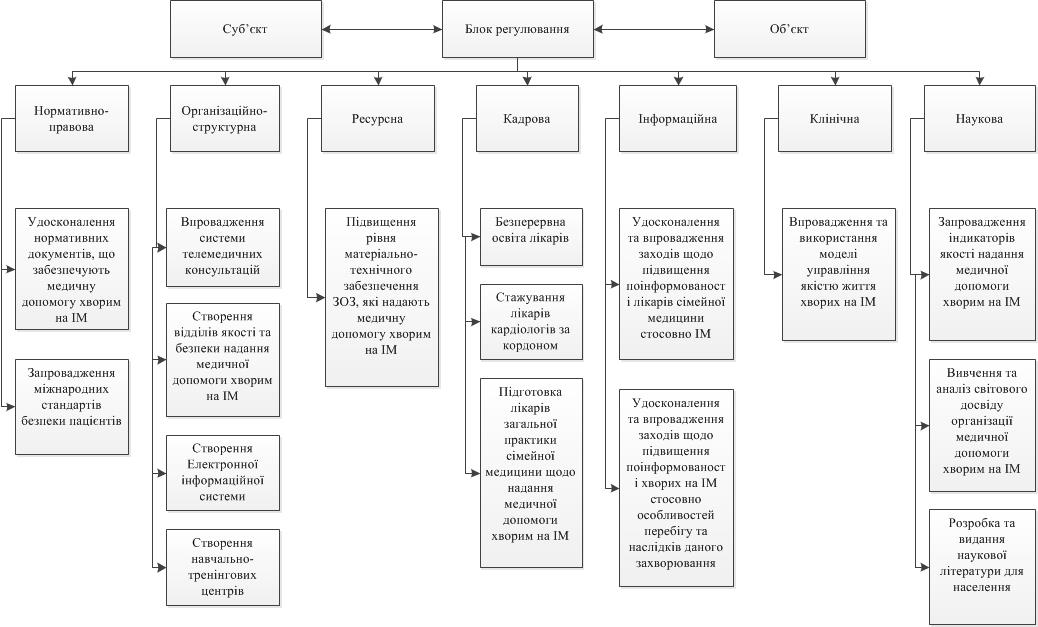 Суб’єкт
Блок регулювання
Об’єкт
Нормативно-
правова
Організаційно-
структурна
Ресурсна
Кадрова
Інформаційна
Клінічна
Наукова
Удосконалення
нормативних
документів, що
забезпечують
медичну
допомогу хворим
на ІМ
Запровадження
міжнародних
стандартів
безпеки пацієнтів
Впровадження
системи
телемедичних
консультацій
Створення
відділів якості та
безпеки надання
медичної
допомоги хворим
на ІМ
Створення
Електронної
інформаційної
системи
Створення
навчально-
тренінгових
центрів
Підвищення
рівня
матеріально-
технічного
забезпечення
ЗОЗ, які надають
медичну
допомогу хворим
на ІМ
Безперервна
освіта лікарів
Стажування
лікарів
кардіологів за
кордоном
Підготовка
лікарів
загальної
практики
сімейної
медицини щодо
надання
медичної
допомоги
хворим на ІМ
Удосконалення
та впровадження
заходів щодо
підвищення
поінформованост
і лікарів сімейної
медицини
стосовно ІМ
Удосконалення
та впровадження
заходів щодо
підвищення
поінформованост
і хворих на ІМ
стосовно
особливостей
перебігу та
наслідків даного
захворювання
Впровадження та
використання
моделі
управління
якістю життя
хворих на ІМ
Запровадження
індикаторів
якості надання
медичної
допомоги
хворим на ІМ
Вивчення та
аналіз світового
досвіду
організації
медичної
допомоги
хворим на ІМ
Розробка та
видання
наукової
літератури для
населення